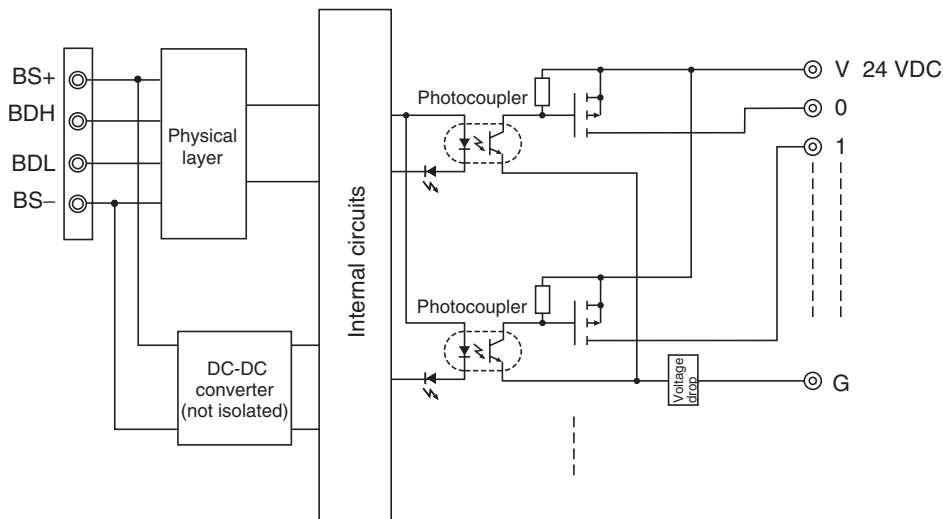 BS+
BDH
BDL
BS−
Physical
layer
DC-DC
converter
(not isolated)
Internal circuits
Photocoupler
Photocoupler
Voltage
drop
V 24 VDC
0
1
G